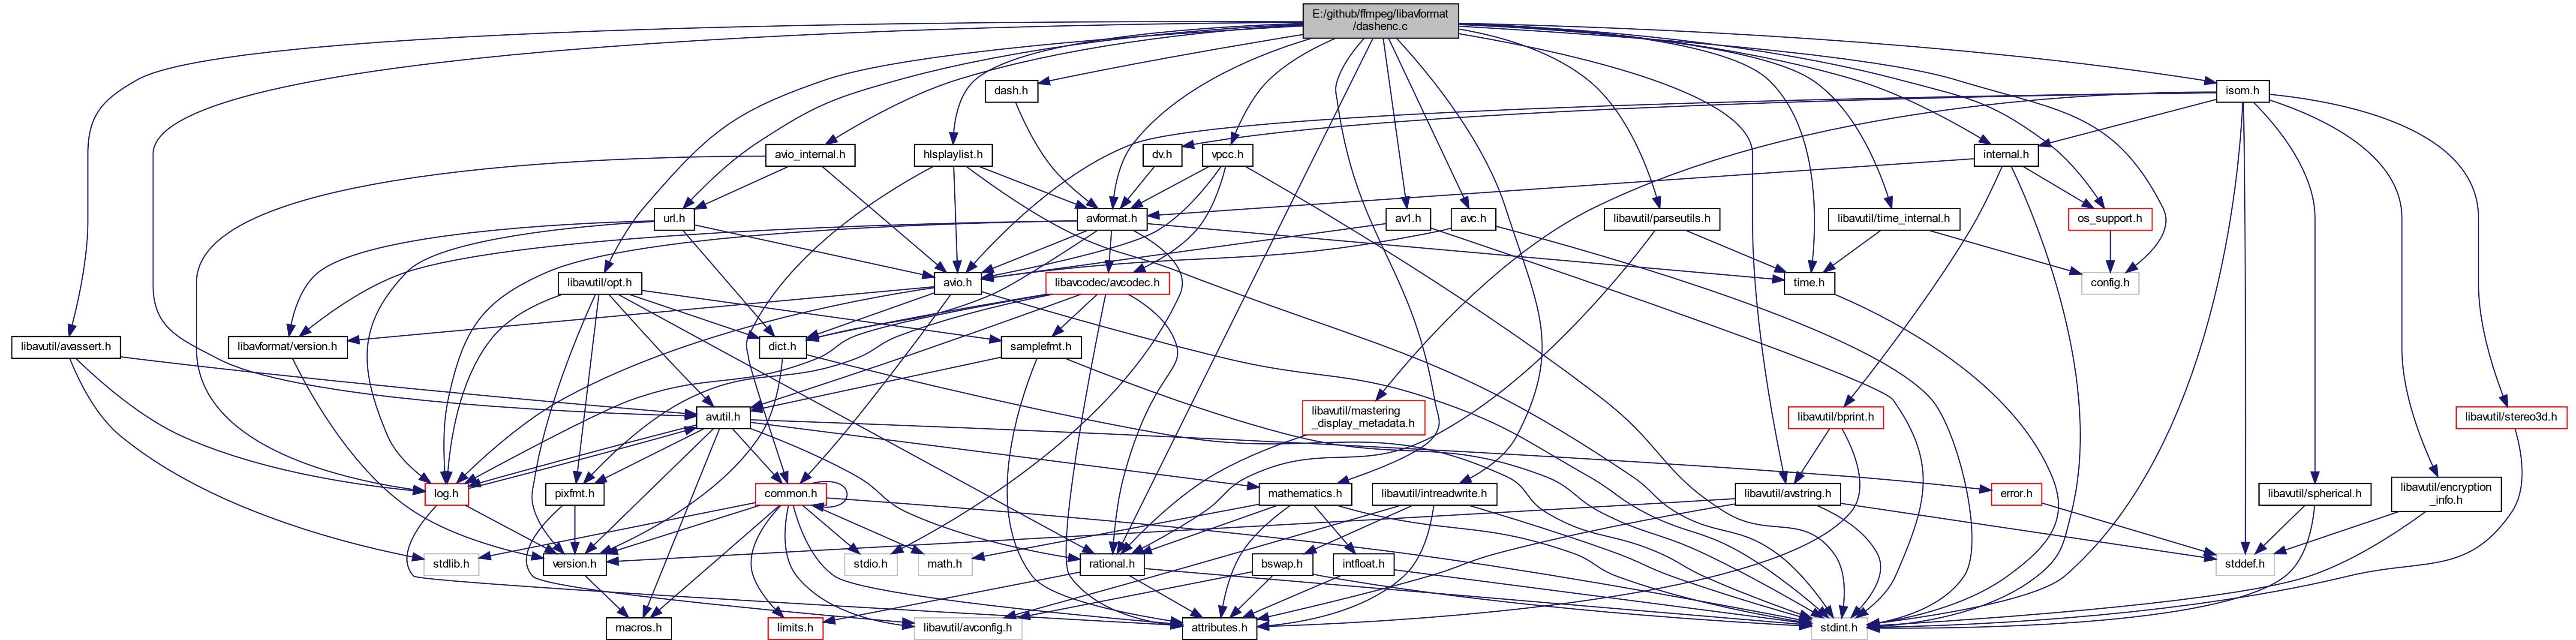 E:/github/ffmpeg/libavformat
/dashenc.c
dash.h
isom.h
avio_internal.h
hlsplaylist.h
dv.h
vpcc.h
internal.h
url.h
avformat.h
av1.h
avc.h
libavutil/parseutils.h
libavutil/time_internal.h
os_support.h
libavutil/opt.h
avio.h
libavcodec/avcodec.h
time.h
config.h
libavutil/avassert.h
libavformat/version.h
dict.h
samplefmt.h
avutil.h
libavutil/mastering
_display_metadata.h
libavutil/bprint.h
libavutil/stereo3d.h
log.h
pixfmt.h
common.h
mathematics.h
libavutil/intreadwrite.h
libavutil/avstring.h
error.h
libavutil/spherical.h
libavutil/encryption
_info.h
stdlib.h
version.h
stdio.h
math.h
rational.h
bswap.h
intfloat.h
stddef.h
macros.h
limits.h
libavutil/avconfig.h
attributes.h
stdint.h